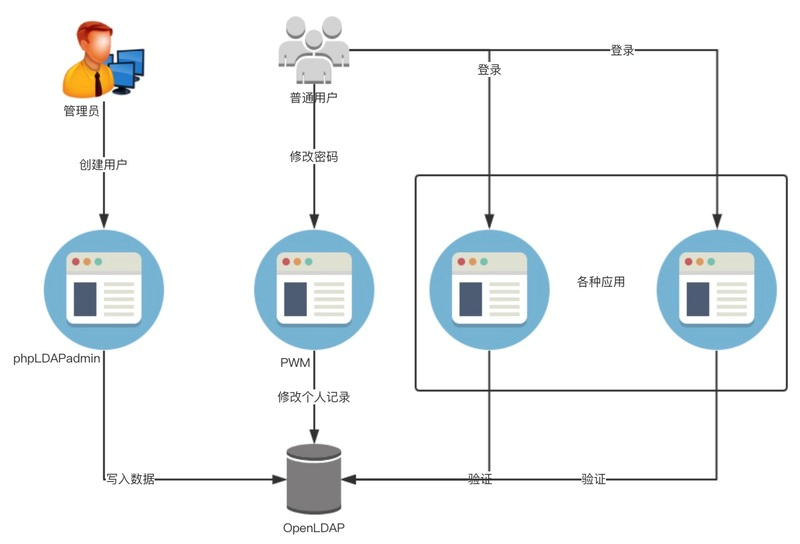 登录
登录
普通用户
管理员
修改密码
创建用户
各种应用
phpLDAPadmin
PWM
修改个人记录
写入数据
验证
验证
OpenLDAP